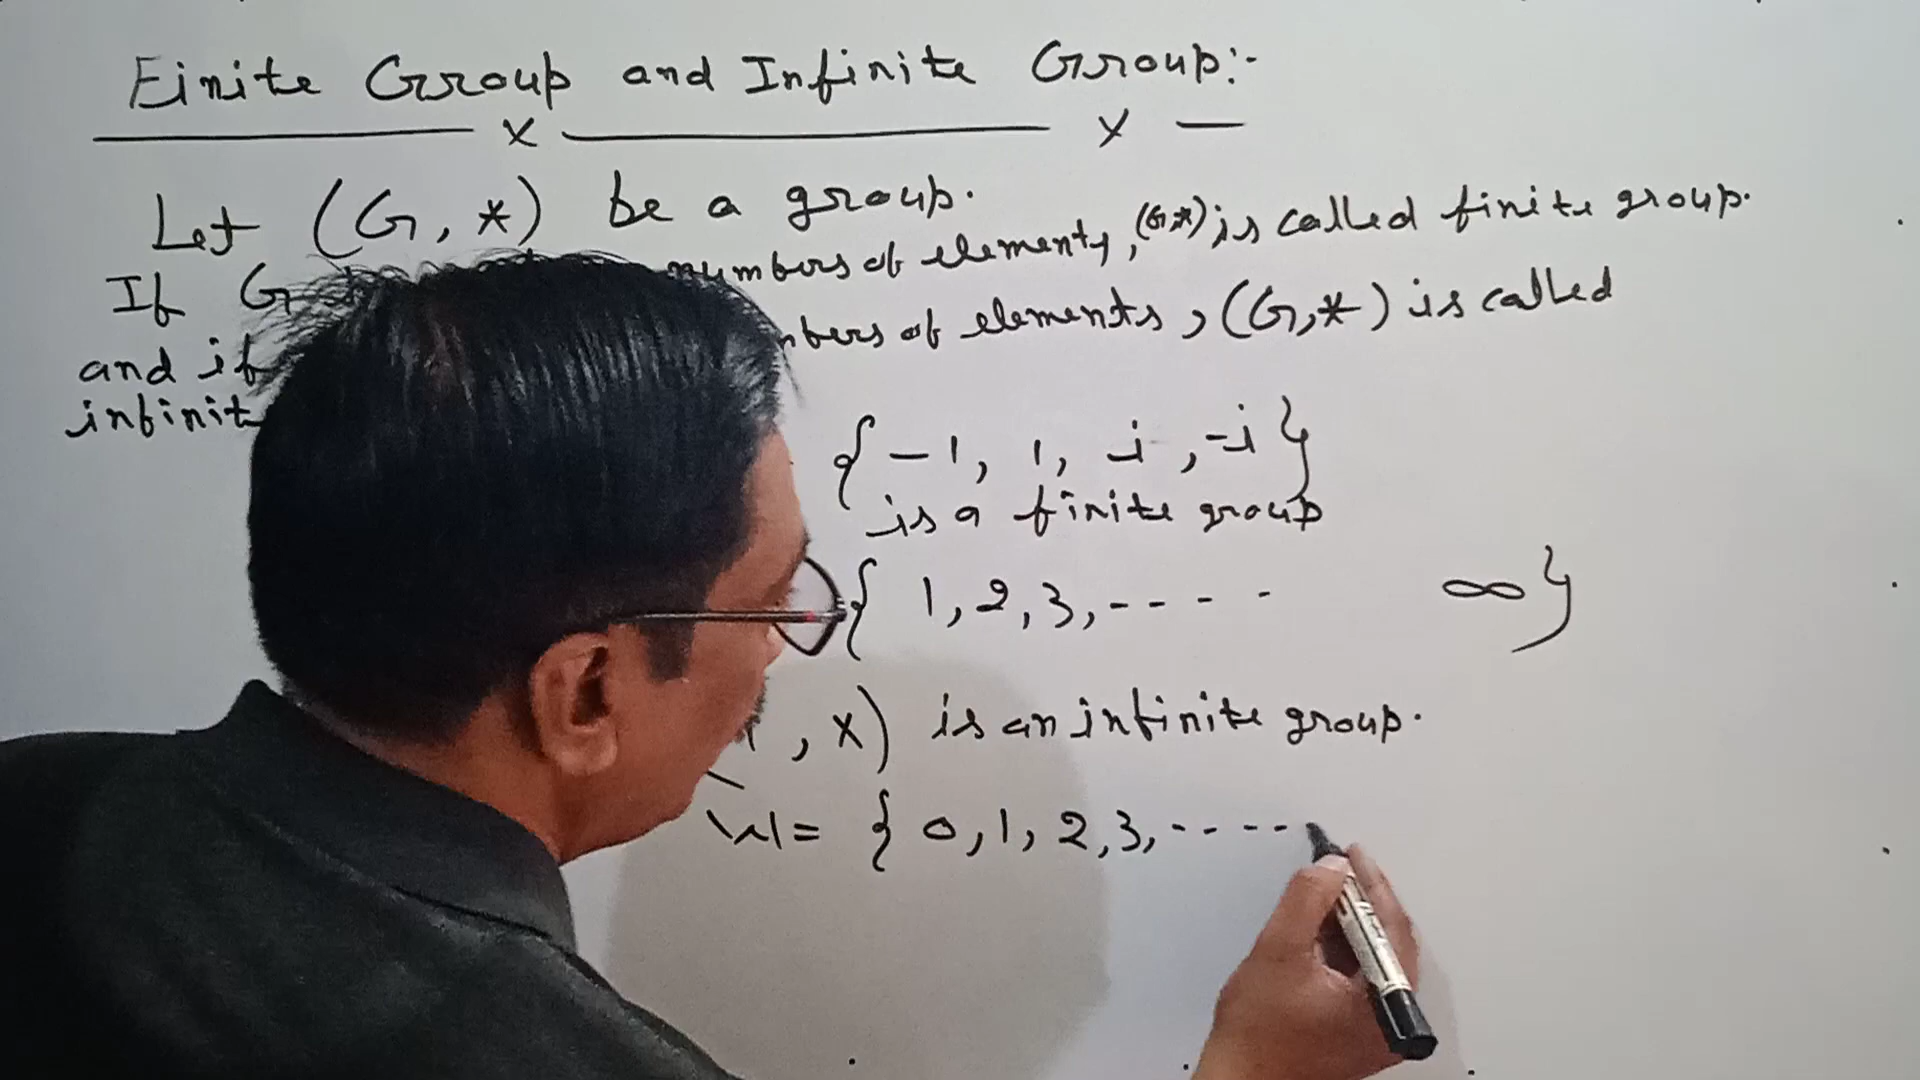 Finite Group and Infinite Group:-
x x
Let (G, *) be a group.
If G numbers of elements, (G,*) is called finite group.
and if of elements, (G,*) is called
infinit
{-1, 1, i, -i}
is a finite group
{ 1, 2, 3, - - - - ∞}
, x) is an infinite group.
= { 0, 1, 2, 3, - - - -